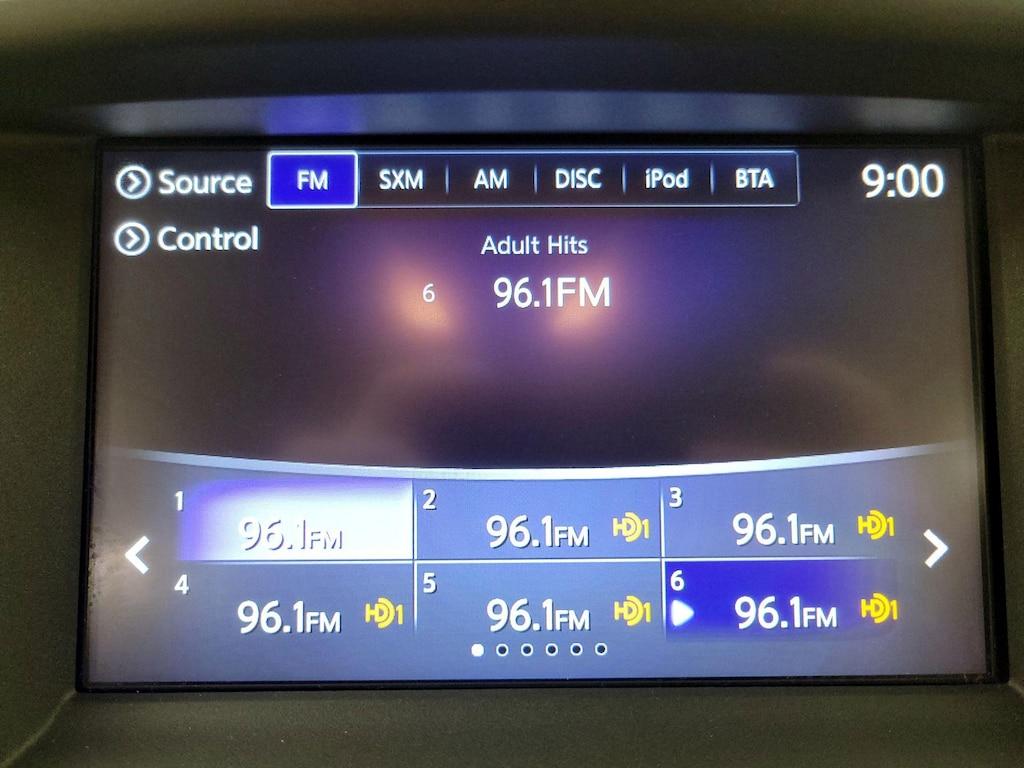 Source FM SXM AM DISC iPod BTA 9:00
Control
Adult Hits
6 96.1FM
1 96.1FM
2 96.1FM HD1
3 96.1FM HD1
4 96.1FM HD1
5 96.1FM HD1
6 96.1FM HD1